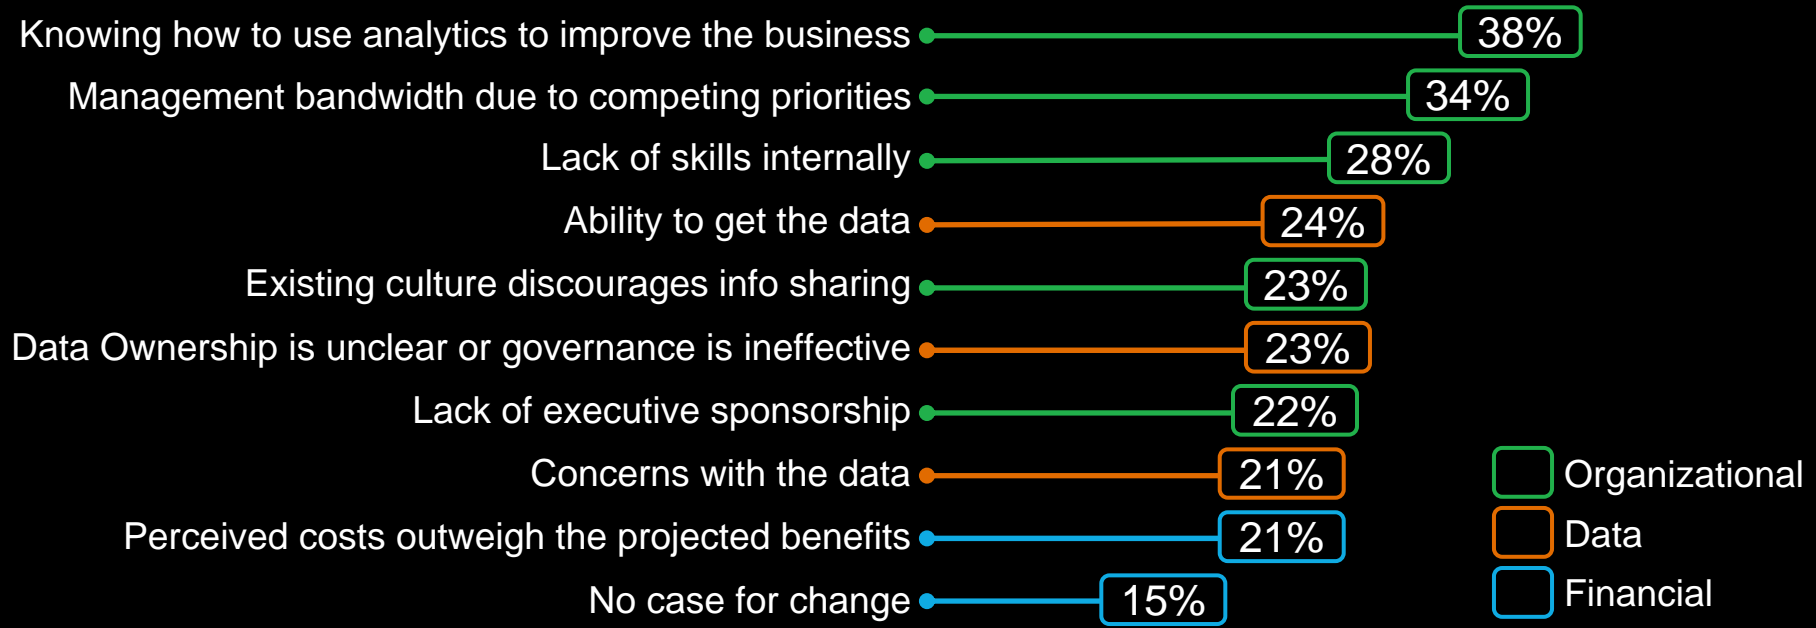 Knowing how to use analytics to improve the business 38%
Management bandwidth due to competing priorities 34%
Lack of skills internally 28%
Ability to get the data 24%
Existing culture discourages info sharing 23%
Data Ownership is unclear or governance is ineffective 23%
Lack of executive sponsorship 22%
Concerns with the data 21%
Perceived costs outweigh the projected benefits 21%
No case for change 15%
Organizational
Data
Financial